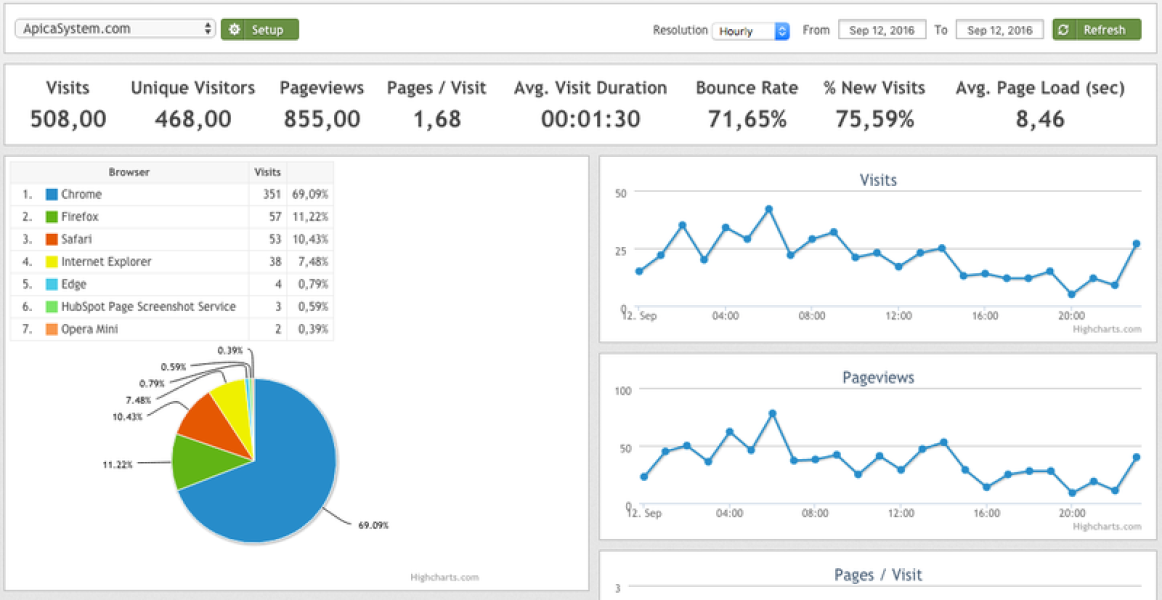 ApicaSystem.com Setup Resolution Hourly From Sep 12, 2016 To Sep 12, 2016 Refresh
Visits Unique Visitors Pageviews Pages / Visit Avg. Visit Duration Bounce Rate % New Visits Avg. Page Load (sec)
508,00 468,00 855,00 1,68 00:01:30 71,65% 75,59% 8,46
Browser Visits
1. Chrome 351 69,09%
2. Firefox 57 11,22%
3. Safari 53 10,43%
4. Internet Explorer 38 7,48%
5. Edge 4 0,79%
6. HubSpot Page Screenshot Service 3 0,59%
7. Opera Mini 2 0,39%
0.39%
0.59%
0.79%
7.48%
10.43%
11.22%
69.09%
Highcharts.com
Visits
50
25
0
12. Sep 04:00 08:00 12:00 16:00 20:00
Highcharts.com
Pageviews
100
50
0
12. Sep 04:00 08:00 12:00 16:00 20:00
Highcharts.com
Pages / Visit
3